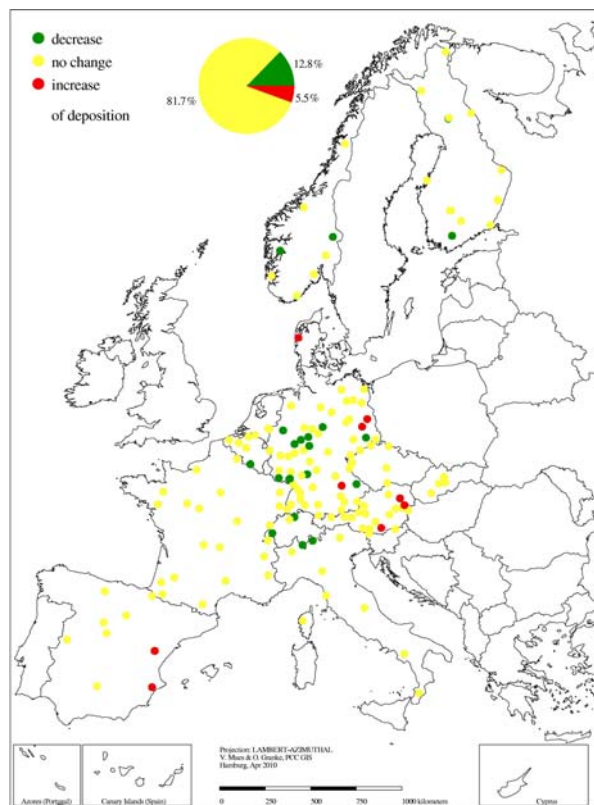 decrease
no change
increase
of deposition
12.8%
5.5%
81.7%
Projection: LAMBERT-AZIMUTHAL
V. Mues & O. Granke, PCC GIS
Hamburg, Apr 2010
0 250 500 750 1000 kilometers
Azores (Portugal)
Canary Islands (Spain)
Cyprus